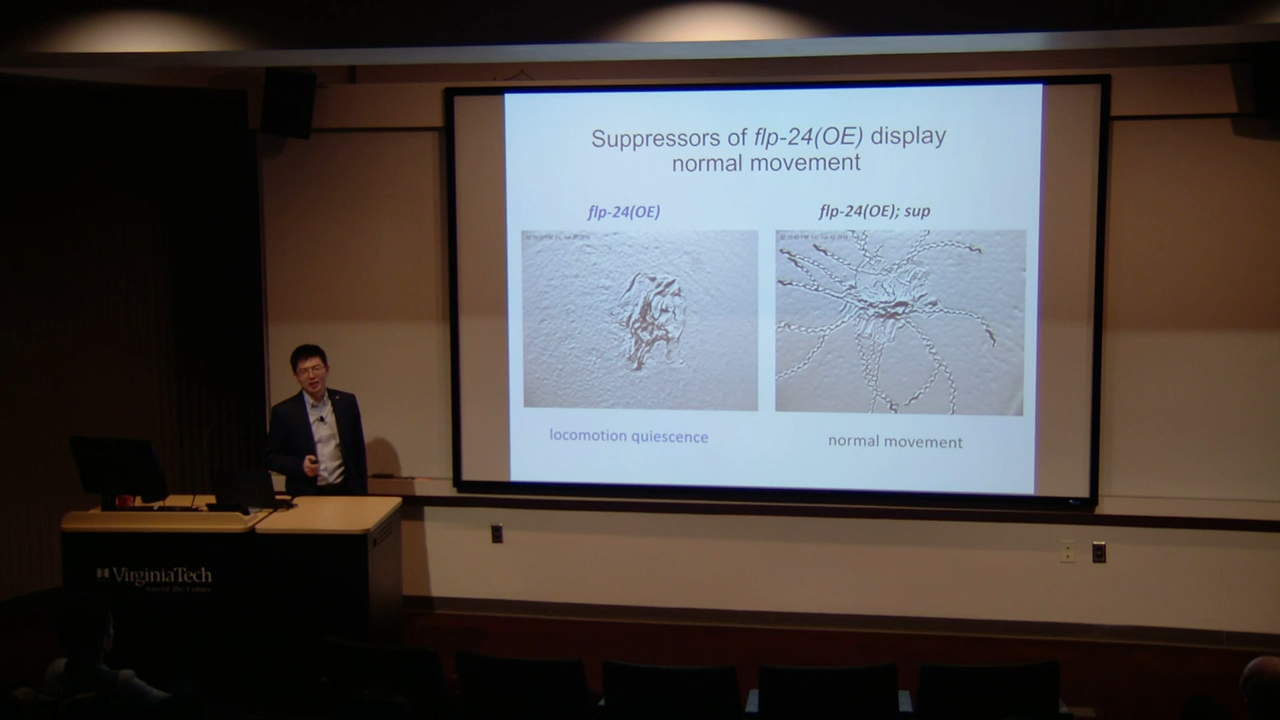 Suppressors of flp-24(OE) display
normal movement
flp-24(OE)
flp-24(OE); sup
locomotion quiescence
normal movement
VirginiaTech